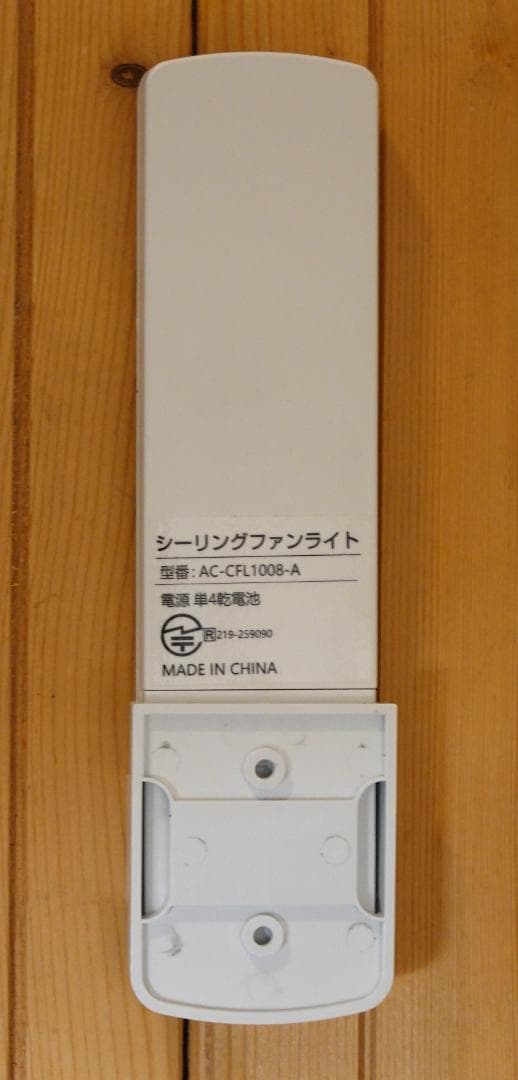 シーリングファンライト
型番: AC-CFL1008-A
電源 単4乾電池
R 219-259090
MADE IN CHINA